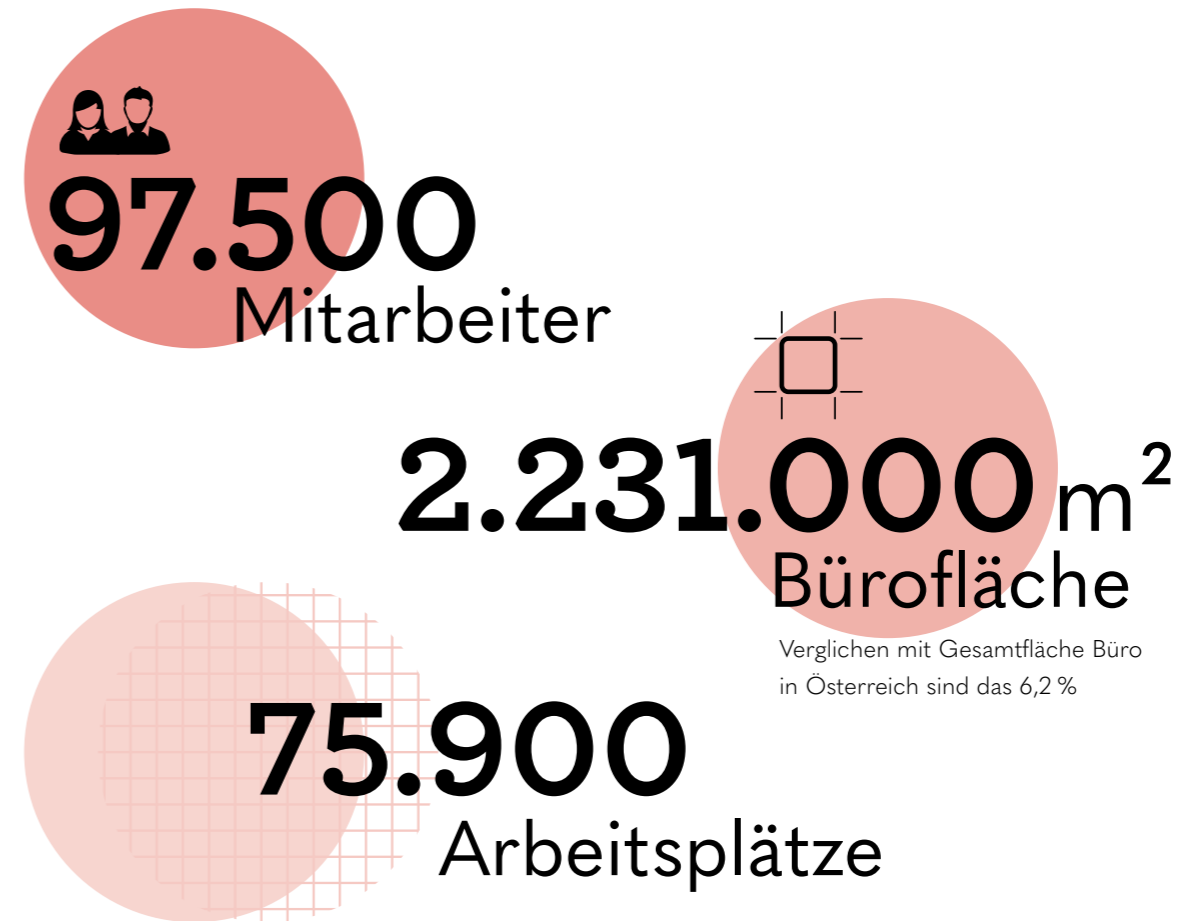 97.500
Mitarbeiter
2.231.000 m²
Bürofläche
Verglichen mit Gesamtfläche Büro
in Österreich sind das 6,2 %
75.900
Arbeitsplätze